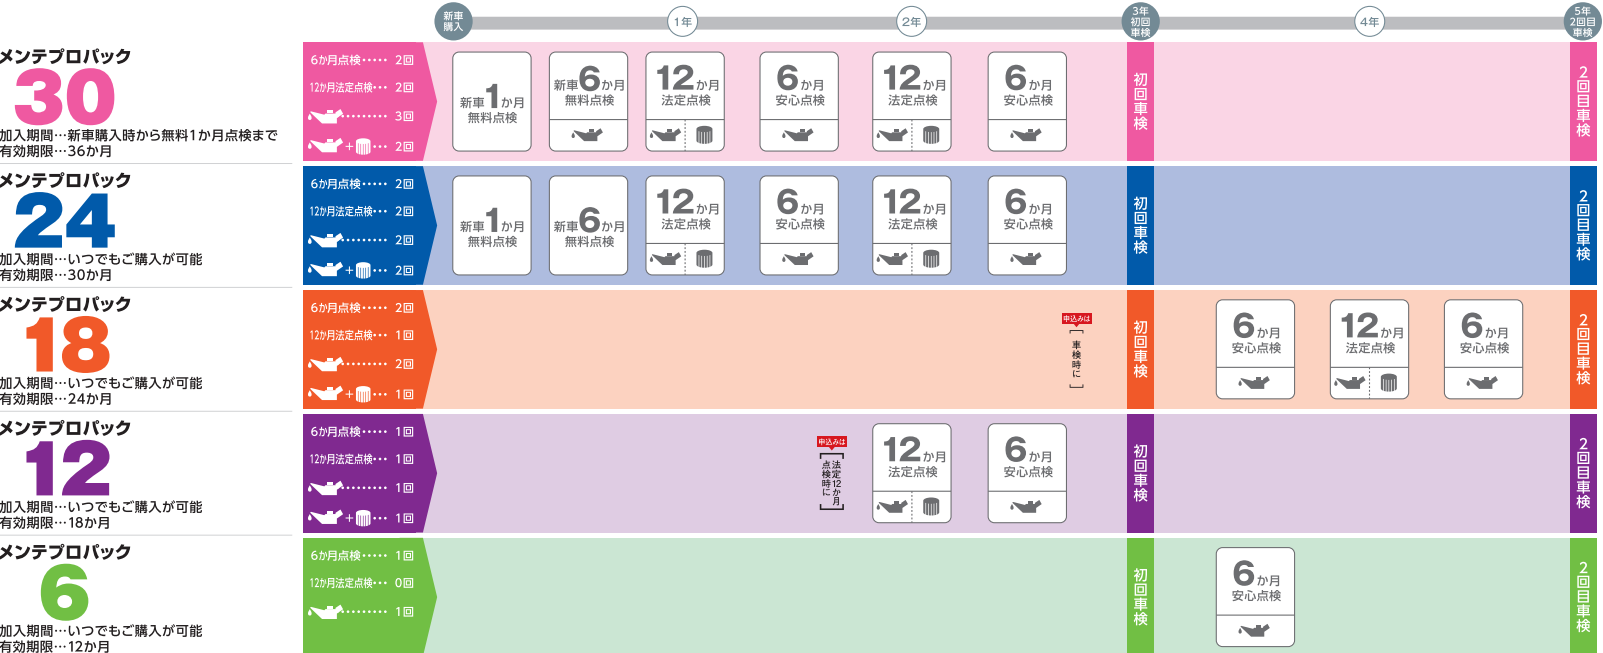 新車
購入
1年
2年
3年
初回
車検
4年
5年
2回目
車検
メンテプロパック
30
加入期間…新車購入時から無料1か月点検まで
有効期限…36か月
6か月点検・・・・・ 2回
12か月法定点検・・・ 2回
・・・・・・・・・ 3回
+・・・ 2回
新車1か月
無料点検
新車6か月
無料点検
12か月
法定点検
6か月
安心点検
12か月
法定点検
6か月
安心点検
初回車検
2回目車検
メンテプロパック
24
加入期間…いつでもご購入が可能
有効期限…30か月
6か月点検・・・・・ 2回
12か月法定点検・・・ 2回
・・・・・・・・・ 2回
+・・・ 2回
新車1か月
無料点検
新車6か月
無料点検
12か月
法定点検
6か月
安心点検
12か月
法定点検
6か月
安心点検
初回車検
2回目車検
メンテプロパック
18
加入期間…いつでもご購入が可能
有効期限…24か月
6か月点検・・・・・ 2回
12か月法定点検・・・ 1回
・・・・・・・・・ 2回
+・・・ 1回
申込みは
[車検時に]
初回車検
6か月
安心点検
12か月
法定点検
6か月
安心点検
2回目車検
メンテプロパック
12
加入期間…いつでもご購入が可能
有効期限…18か月
6か月点検・・・・・ 1回
12か月法定点検・・・ 1回
・・・・・・・・・ 1回
+・・・ 1回
申込みは
[法定12か月
点検時に]
12か月
法定点検
6か月
安心点検
初回車検
2回目車検
メンテプロパック
6
加入期間…いつでもご購入が可能
有効期限…12か月
6か月点検・・・・・ 1回
12か月法定点検・・・ 0回
・・・・・・・・・ 1回
初回車検
6か月
安心点検
2回目車検